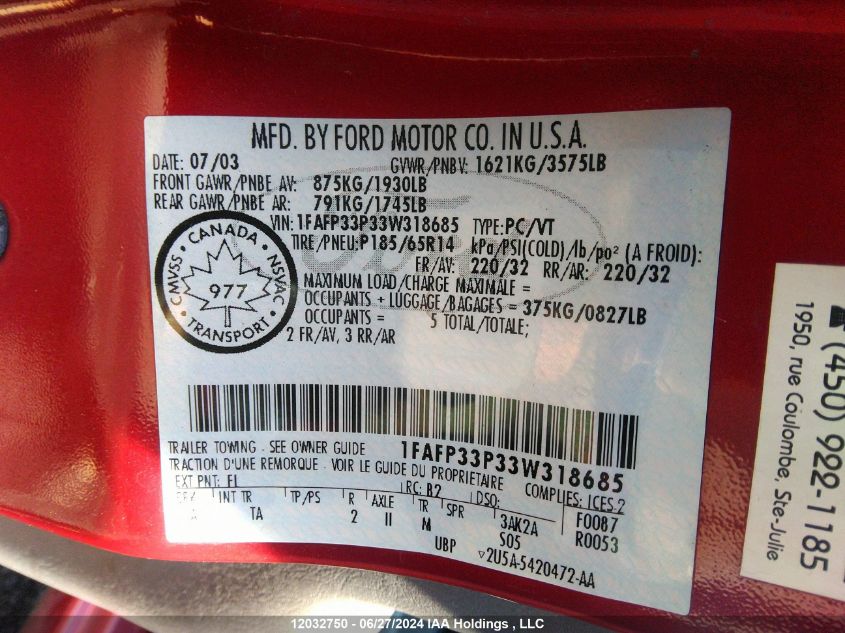 MFD. BY FORD MOTOR CO. IN U.S.A.
DATE: 07/03 GVWR/PNBV: 1621KG/3575LB
FRONT GAWR/PNBE AV: 875KG/1930LB
REAR GAWR/PNBE AR: 791KG/1745LB
VIN: 1FAFP33P33W318685 TYPE: PC/VT
TIRE/PNEU: P185/65R14 kPa/PSI(COLD)/lb/po² (A FROID):
FR/AV: 220/32 RR/AR: 220/32
MAXIMUM LOAD/CHARGE MAXIMALE =
OCCUPANTS + LUGGAGE/BAGAGES = 375KG/0827LB
OCCUPANTS = 5 TOTAL/TOTALE;
2 FR/AV, 3 RR/AR
CMVSS · CANADA · NSVAC
977
TRANSPORT
1FAFP33P33W318685
TRAILER TOWING - SEE OWNER GUIDE
TRACTION D'UNE REMORQUE - VOIR LE GUIDE DU PROPRIETAIRE
EXT PNT: FL RC: B2 DSO: COMPLIES: ICES-2
INT TR TP/PS R AXLE TR SPR 3AK2A F0087
A TA 2 II M S05 R0053
UBP 2U5A-5420472-AA
(450) 922-1185
1950, rue Coulombe, Ste-Julie
12032750 - 06/27/2024 IAA Holdings , LLC